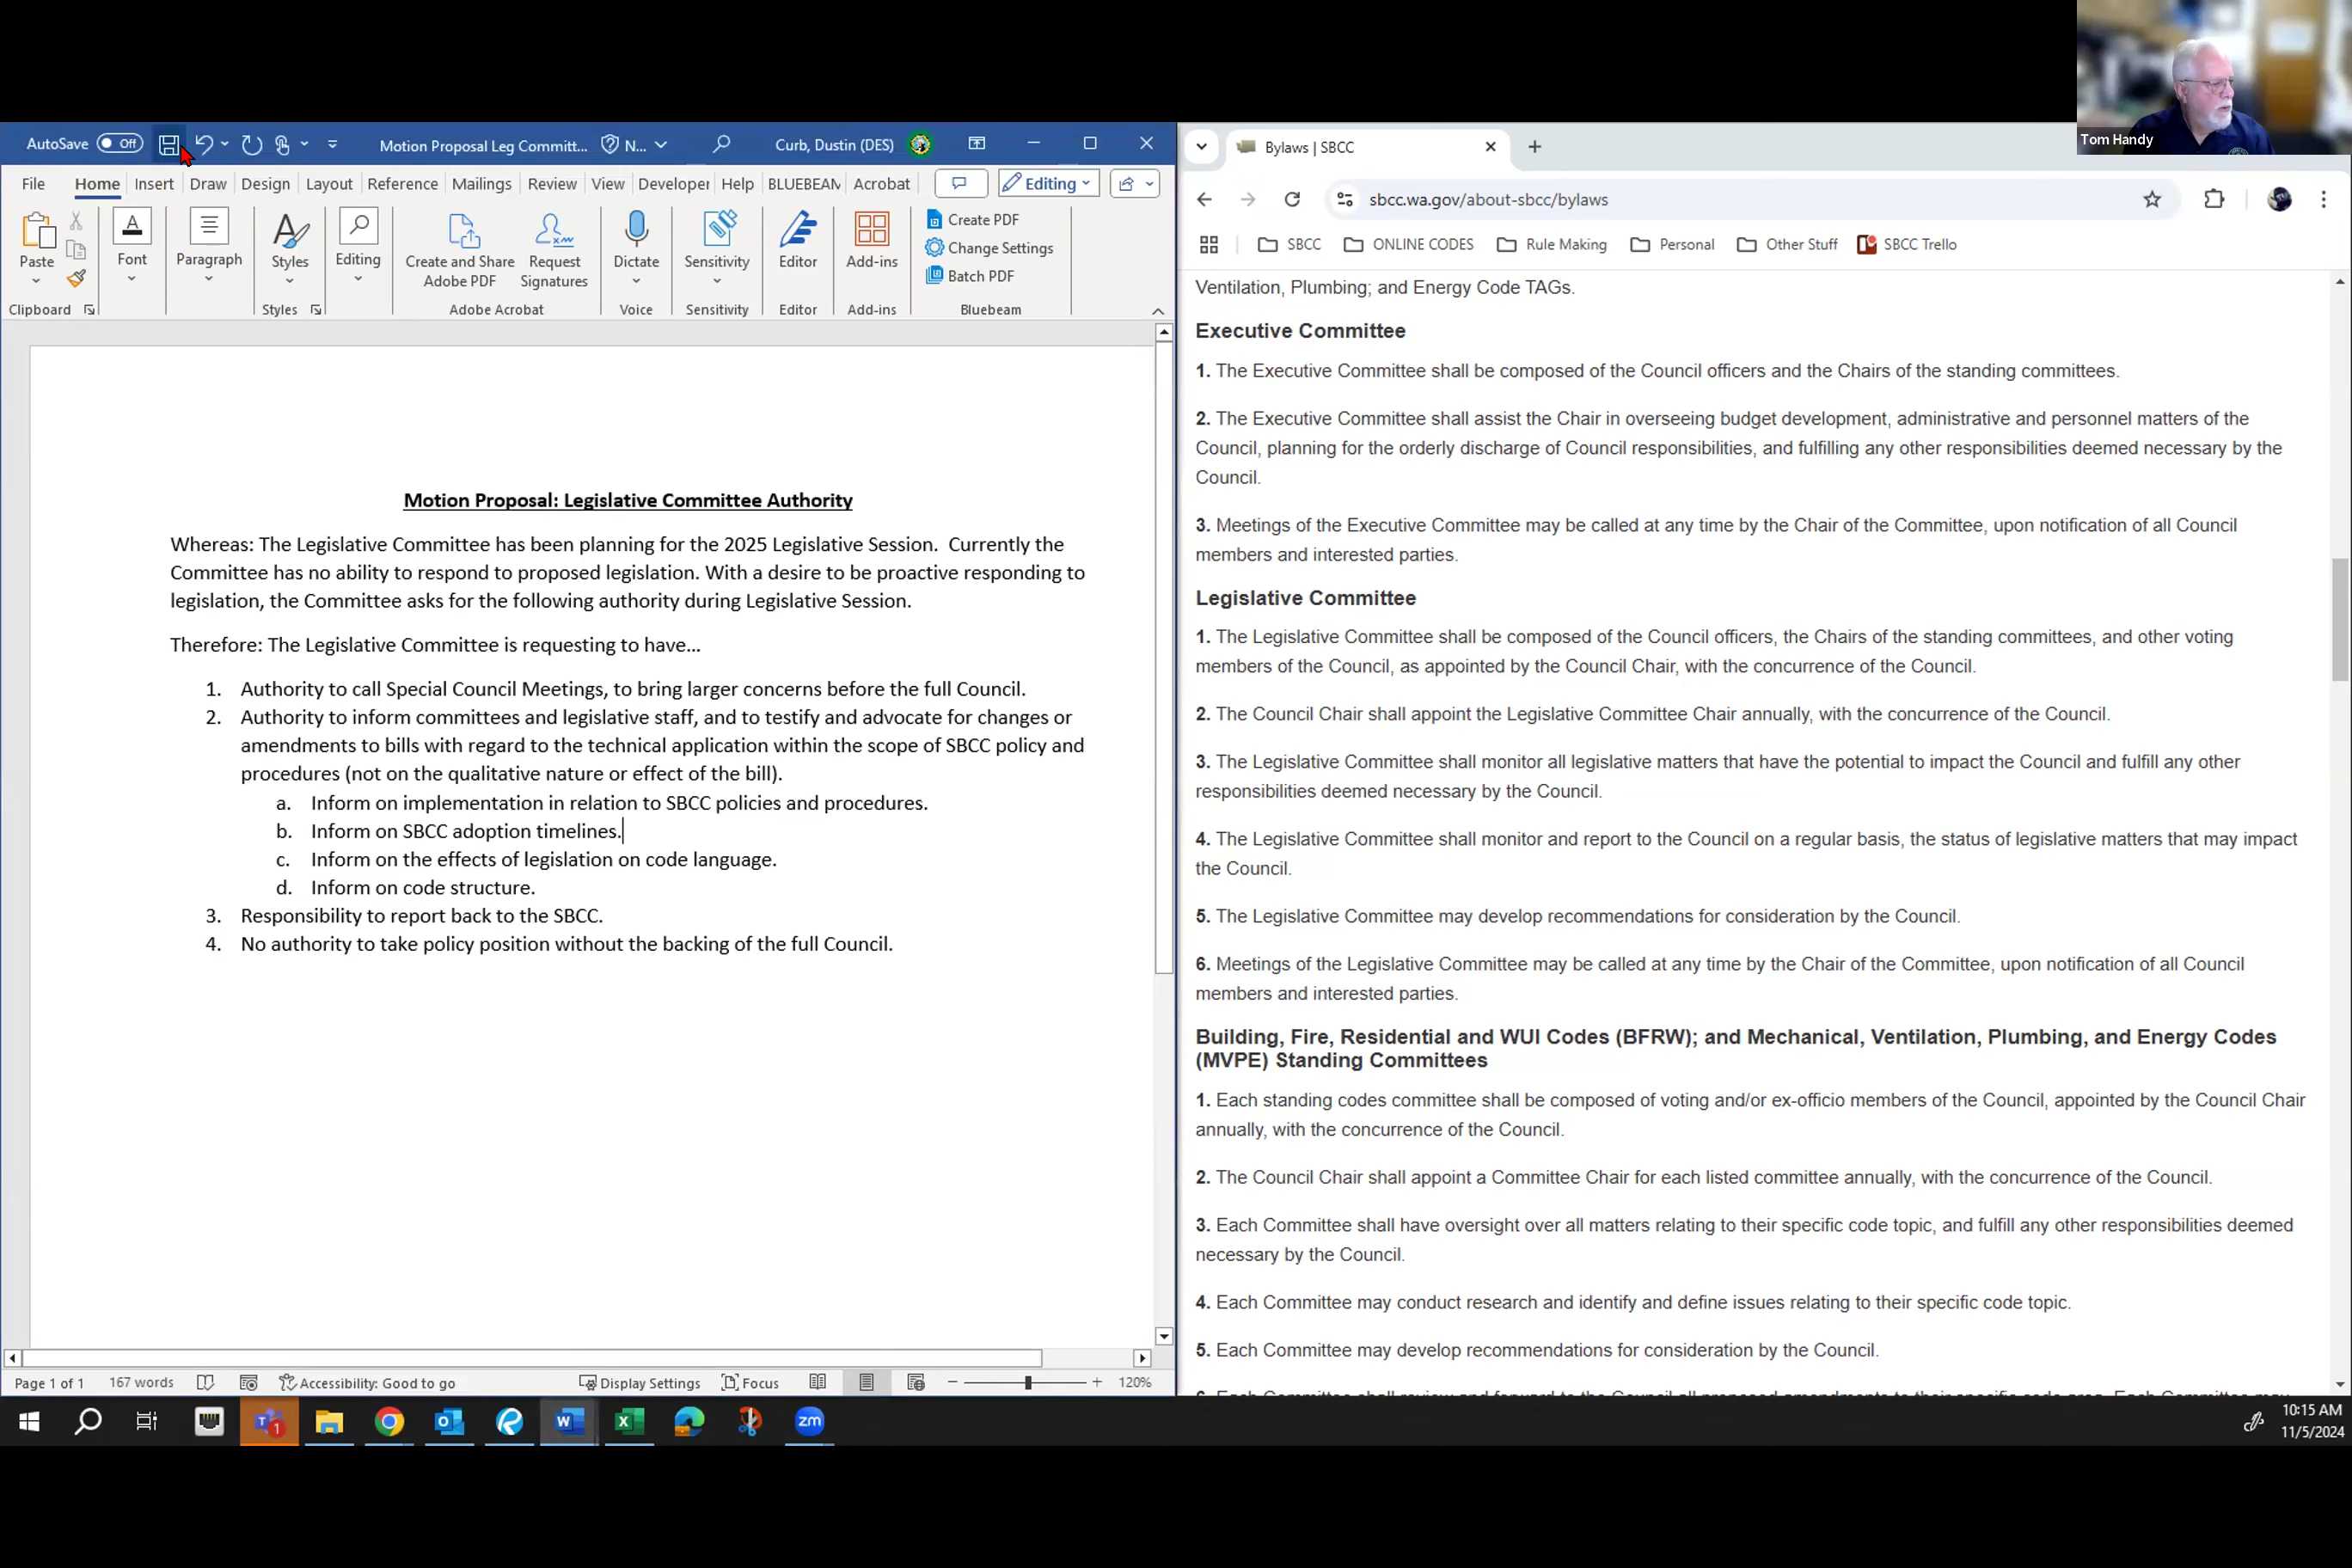 Tom Handy
AutoSave Off
Motion Proposal Leg Committ...
N...
Curb, Dustin (DES)
File Home Insert Draw Design Layout Reference Mailings Review View Developer Help BLUEBEAM Acrobat
Editing
Paste
Font
Paragraph
Styles
Editing
Create and Share
Adobe PDF
Request
Signatures
Dictate
Sensitivity
Editor
Add-ins
Create PDF
Change Settings
Batch PDF
Clipboard
Styles
Adobe Acrobat
Voice
Sensitivity
Editor
Add-ins
Bluebeam
Motion Proposal: Legislative Committee Authority
Whereas: The Legislative Committee has been planning for the 2025 Legislative Session. Currently the
Committee has no ability to respond to proposed legislation. With a desire to be proactive responding to
legislation, the Committee asks for the following authority during Legislative Session.
Therefore: The Legislative Committee is requesting to have...
1. Authority to call Special Council Meetings, to bring larger concerns before the full Council.
2. Authority to inform committees and legislative staff, and to testify and advocate for changes or
amendments to bills with regard to the technical application within the scope of SBCC policy and
procedures (not on the qualitative nature or effect of the bill).
a. Inform on implementation in relation to SBCC policies and procedures.
b. Inform on SBCC adoption timelines.
c. Inform on the effects of legislation on code language.
d. Inform on code structure.
3. Responsibility to report back to the SBCC.
4. No authority to take policy position without the backing of the full Council.
Page 1 of 1
167 words
Accessibility: Good to go
Display Settings
Focus
120%
Bylaws | SBCC
sbcc.wa.gov/about-sbcc/bylaws
SBCC
ONLINE CODES
Rule Making
Personal
Other Stuff
SBCC Trello
Ventilation, Plumbing; and Energy Code TAGs.
Executive Committee
1. The Executive Committee shall be composed of the Council officers and the Chairs of the standing committees.
2. The Executive Committee shall assist the Chair in overseeing budget development, administrative and personnel matters of the
Council, planning for the orderly discharge of Council responsibilities, and fulfilling any other responsibilities deemed necessary by the
Council.
3. Meetings of the Executive Committee may be called at any time by the Chair of the Committee, upon notification of all Council
members and interested parties.
Legislative Committee
1. The Legislative Committee shall be composed of the Council officers, the Chairs of the standing committees, and other voting
members of the Council, as appointed by the Council Chair, with the concurrence of the Council.
2. The Council Chair shall appoint the Legislative Committee Chair annually, with the concurrence of the Council.
3. The Legislative Committee shall monitor all legislative matters that have the potential to impact the Council and fulfill any other
responsibilities deemed necessary by the Council.
4. The Legislative Committee shall monitor and report to the Council on a regular basis, the status of legislative matters that may impact
the Council.
5. The Legislative Committee may develop recommendations for consideration by the Council.
6. Meetings of the Legislative Committee may be called at any time by the Chair of the Committee, upon notification of all Council
members and interested parties.
Building, Fire, Residential and WUI Codes (BFRW); and Mechanical, Ventilation, Plumbing, and Energy Codes
(MVPE) Standing Committees
1. Each standing codes committee shall be composed of voting and/or ex-officio members of the Council, appointed by the Council Chair
annually, with the concurrence of the Council.
2. The Council Chair shall appoint a Committee Chair for each listed committee annually, with the concurrence of the Council.
3. Each Committee shall have oversight over all matters relating to their specific code topic, and fulfill any other responsibilities deemed
necessary by the Council.
4. Each Committee may conduct research and identify and define issues relating to their specific code topic.
5. Each Committee may develop recommendations for consideration by the Council.
10:15 AM
11/5/2024